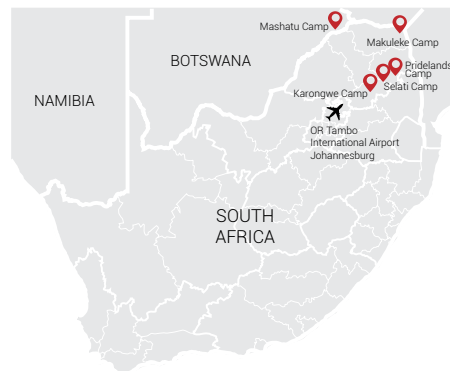 Mashatu Camp
Makuleke Camp
BOTSWANA
Pridelands
Camp
Selati Camp
Karongwe Camp
NAMIBIA
OR Tambo
International Airport
Johannesburg
SOUTH
AFRICA